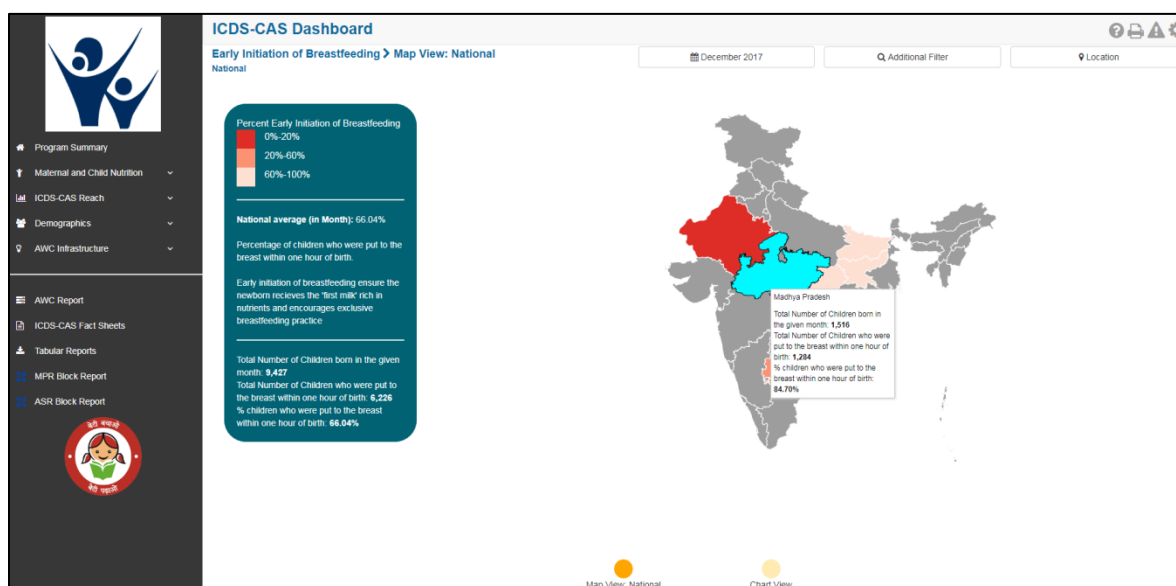 ICDS-CAS Dashboard
Early Initiation of Breastfeeding > Map View: National
National
December 2017
Additional Filter
Location
Program Summary
Maternal and Child Nutrition
ICDS-CAS Reach
Demographics
AWC Infrastructure
AWC Report
ICDS-CAS Fact Sheets
Tabular Reports
MPR Block Report
ASR Block Report
बेटी बचाओ
बेटी पढ़ाओ
Percent Early Initiation of Breastfeeding
0%-20%
20%-60%
60%-100%
National average (in Month): 66.04%
Percentage of children who were put to the
breast within one hour of birth.
Early initiation of breastfeeding ensure the
newborn recieves the 'first milk' rich in
nutrients and encourages exclusive
breastfeeding practice
Total Number of Children born in the given
month: 9,427
Total Number of Children who were put to
the breast within one hour of birth: 6,226
% children who were put to the breast
within one hour of birth: 66.04%
Madhya Pradesh
Total Number of Children born in
the given month: 1,516
Total Number of Children who were
put to the breast within one hour of
birth: 1,284
% children who were put to the
breast within one hour of birth:
84.70%
Map View: National
Chart View